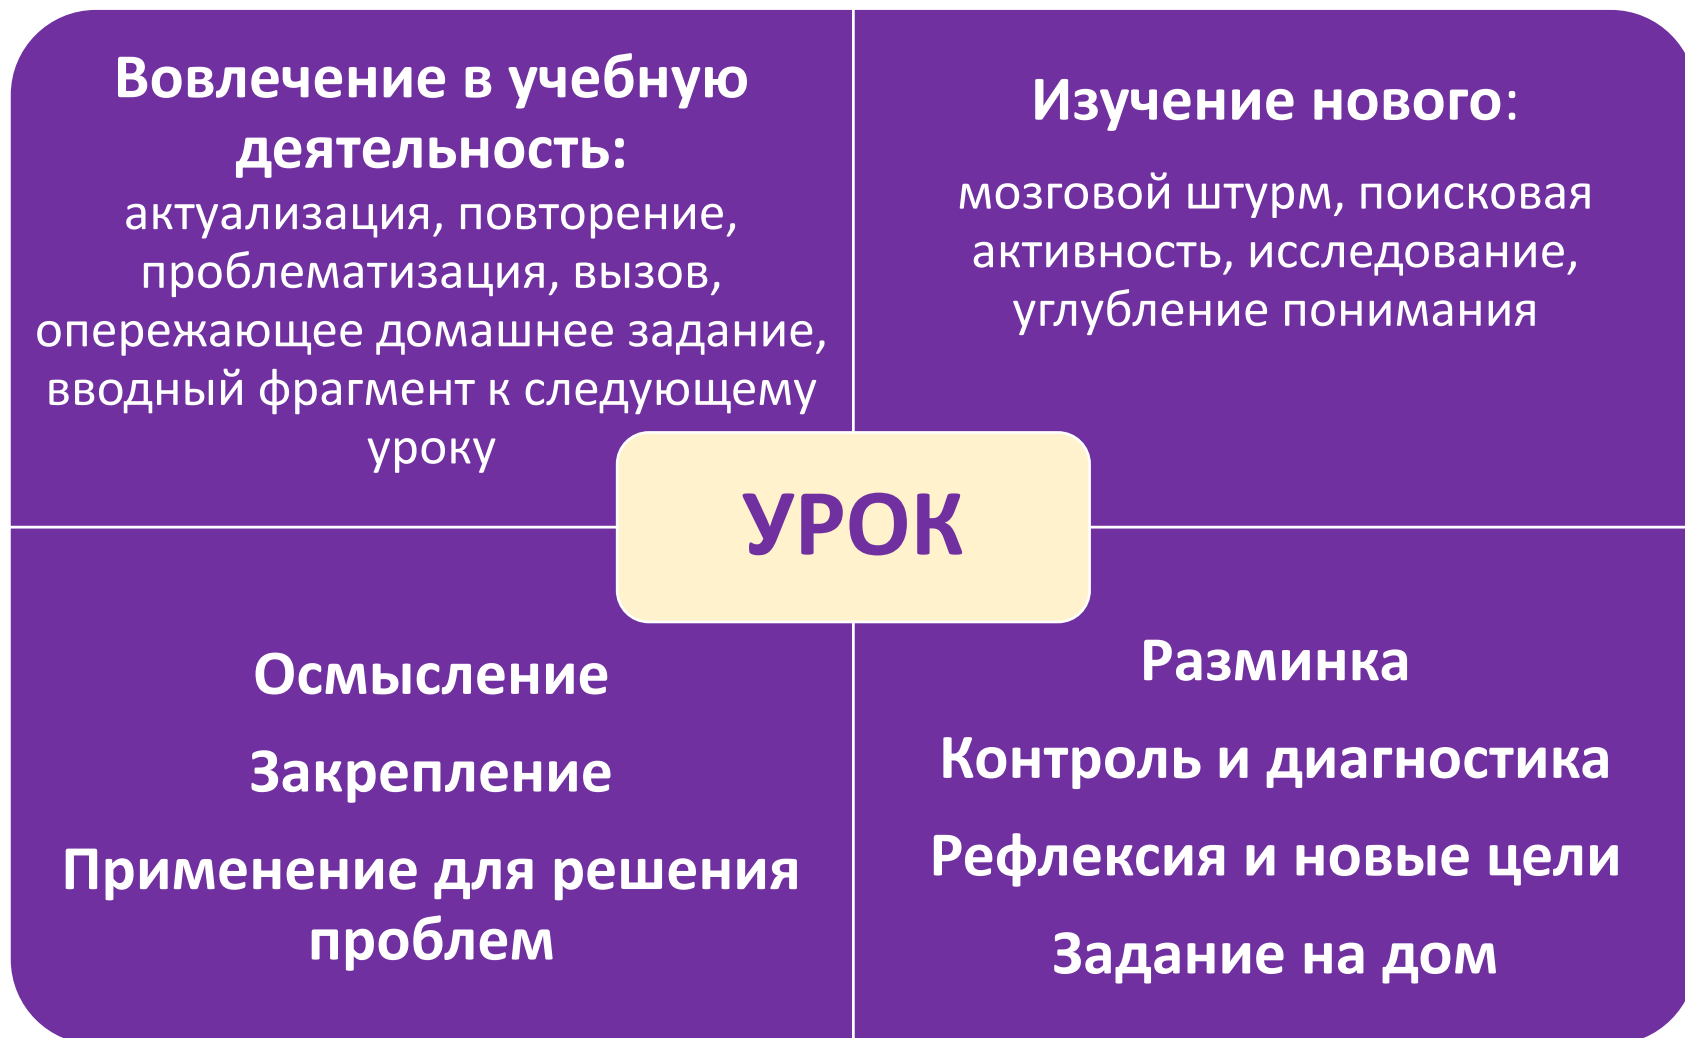 Вовлечение в учебную
деятельность:
актуализация, повторение,
проблематизация, вызов,
опережающее домашнее задание,
вводный фрагмент к следующему
уроку
Изучение нового:
мозговой штурм, поисковая
активность, исследование,
углубление понимания
УРОК
Осмысление
Закрепление
Применение для решения
проблем
Разминка
Контроль и диагностика
Рефлексия и новые цели
Задание на дом